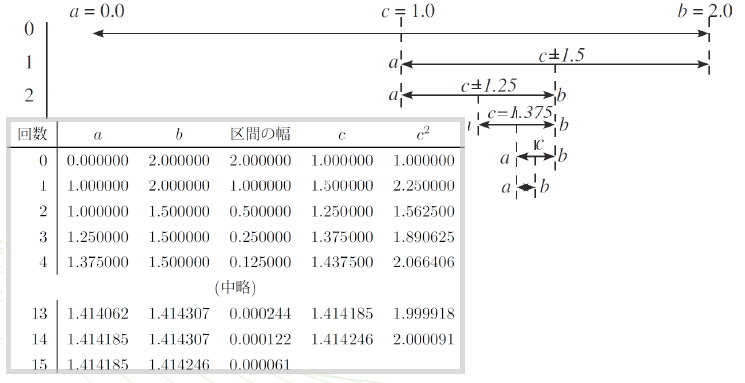 a = 0.0 c = 1.0 b = 2.0
0
1 a c=1.5
2 a c=1.25 b
c=1.375 b
a c b
a b
回数 a b 区間の幅 c c²
0 0.000000 2.000000 2.000000 1.000000 1.000000
1 1.000000 2.000000 1.000000 1.500000 2.250000
2 1.000000 1.500000 0.500000 1.250000 1.562500
3 1.250000 1.500000 0.250000 1.375000 1.890625
4 1.375000 1.500000 0.125000 1.437500 2.066406
(中略)
13 1.414062 1.414307 0.000244 1.414185 1.999918
14 1.414185 1.414307 0.000122 1.414246 2.000091
15 1.414185 1.414246 0.000061